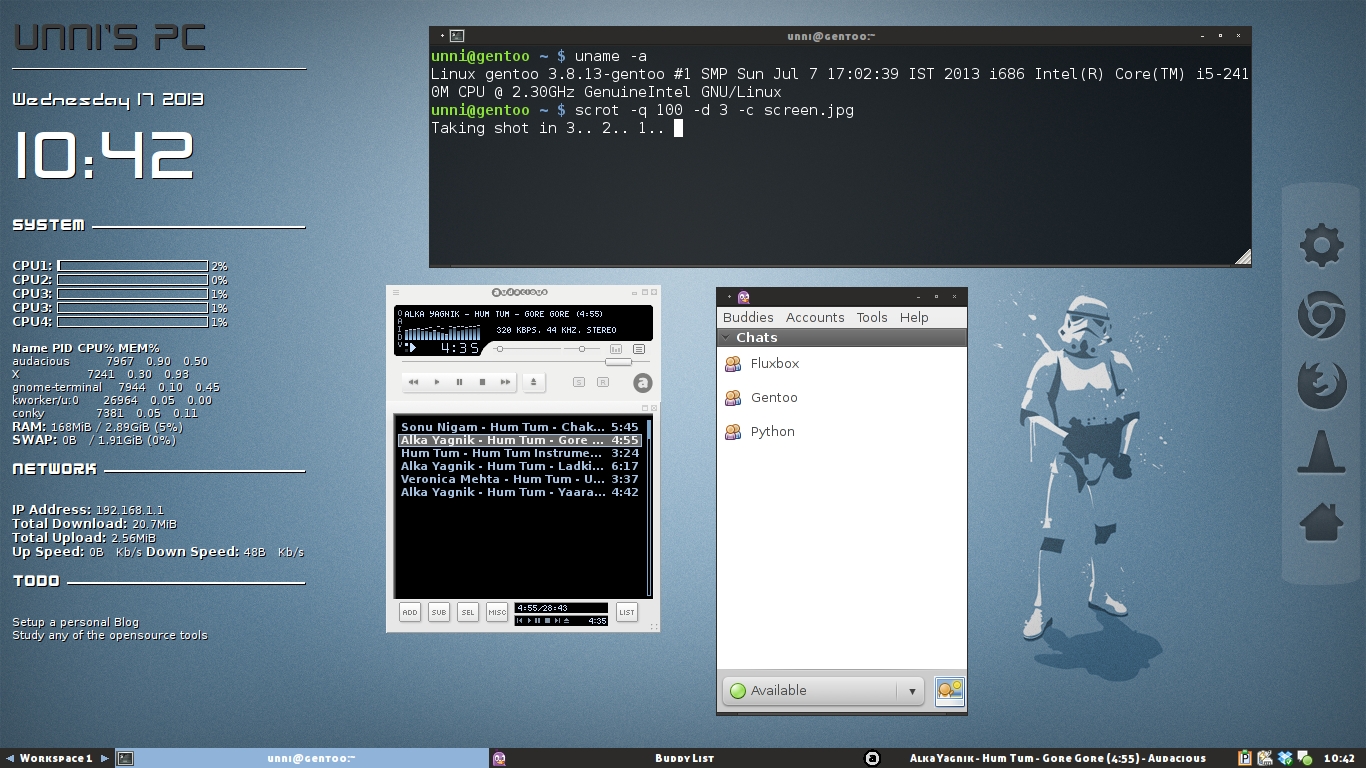 UNNI'S PC
Wednesday 17 2013
10:42
SYSTEM
CPU1: 2%
CPU2: 0%
CPU3: 1%
CPU3: 1%
CPU4: 1%
Name PID CPU% MEM%
audacious 7967 0.90 0.50
X 7241 0.30 0.93
gnome-terminal 7944 0.10 0.45
kworker/u:0 26964 0.05 0.00
conky 7381 0.05 0.11
RAM: 168MiB / 2.89GiB (5%)
SWAP: 0B / 1.91GiB (0%)
NETWORK
IP Address: 192.168.1.1
Total Download: 20.7MiB
Total Upload: 2.56MiB
Up Speed: 0B Kb/s Down Speed: 48B Kb/s
TODO
Setup a personal Blog
Study any of the opensource tools
unni@gentoo:~
unni@gentoo ~ $ uname -a
Linux gentoo 3.8.13-gentoo #1 SMP Sun Jul 7 17:02:39 IST 2013 i686 Intel(R) Core(TM) i5-241
0M CPU @ 2.30GHz GenuineIntel GNU/Linux
unni@gentoo ~ $ scrot -q 100 -d 3 -c screen.jpg
Taking shot in 3.. 2.. 1..
audacious
ALKA YAGNIK - HUM TUM - GORE GORE (4:55)
O
A
I
D
V
320 KBPS. 44 KHZ. STEREO
4:35
S R
a
Sonu Nigam - Hum Tum - Chak... 5:45
Alka Yagnik - Hum Tum - Gore ... 4:55
Hum Tum - Hum Tum Instrume... 3:24
Alka Yagnik - Hum Tum - Ladki... 6:17
Veronica Mehta - Hum Tum - U... 3:37
Alka Yagnik - Hum Tum - Yaara... 4:42
ADD SUB SEL MISC 4:55/28:43 LIST
4:35
Buddies Accounts Tools Help
Chats
Fluxbox
Gentoo
Python
Available
Workspace 1 unni@gentoo:~ Buddy List Alka Yagnik - Hum Tum - Gore Gore (4:55) - Audacious 10:42